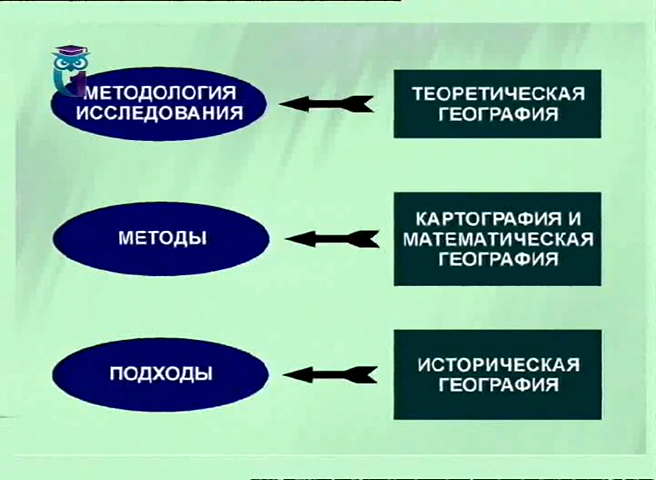 МЕТОДОЛОГИЯ
ИССЛЕДОВАНИЯ
ТЕОРЕТИЧЕСКАЯ
ГЕОГРАФИЯ
МЕТОДЫ
КАРТОГРАФИЯ И
МАТЕМАТИЧЕСКАЯ
ГЕОГРАФИЯ
ПОДХОДЫ
ИСТОРИЧЕСКАЯ
ГЕОГРАФИЯ